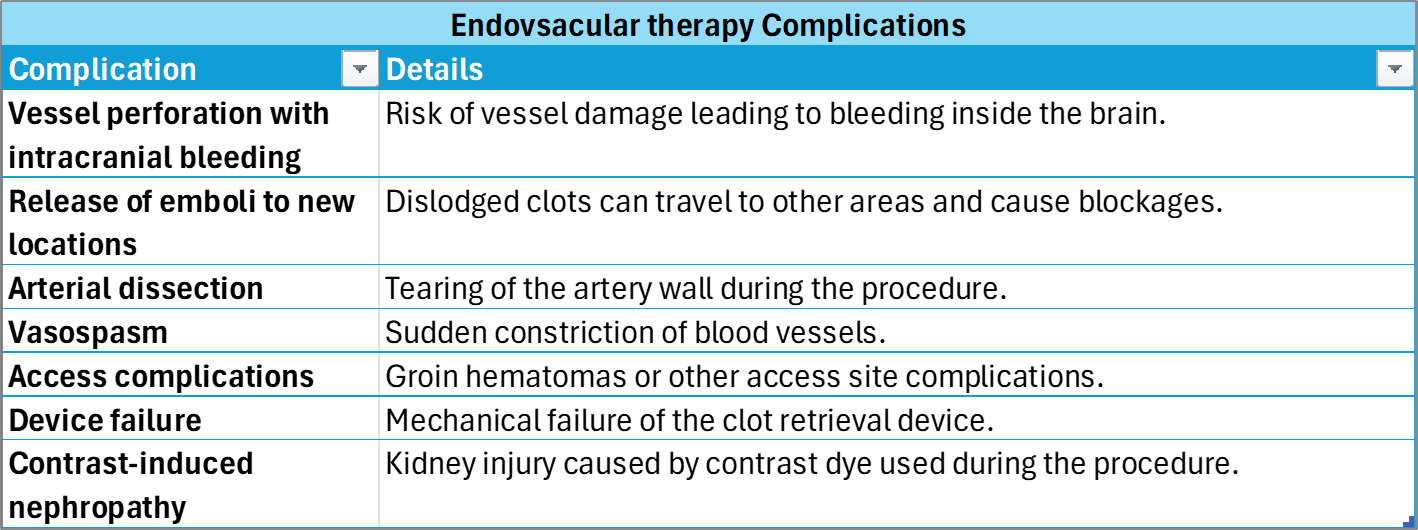 Endovsacular therapy Complications
Complication Details
Vessel perforation with Risk of vessel damage leading to bleeding inside the brain.
intracranial bleeding
Release of emboli to new Dislodged clots can travel to other areas and cause blockages.
locations
Arterial dissection Tearing of the artery wall during the procedure.
Vasospasm Sudden constriction of blood vessels.
Access complications Groin hematomas or other access site complications.
Device failure Mechanical failure of the clot retrieval device.
Contrast-induced Kidney injury caused by contrast dye used during the procedure.
nephropathy